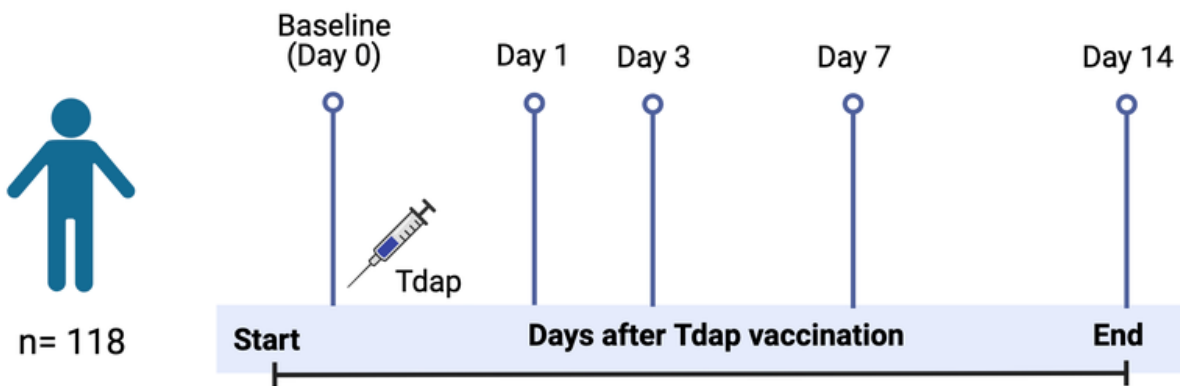 Baseline
(Day 0)
Day 1
Day 3
Day 7
Day 14
Tdap
n= 118
Start
Days after Tdap vaccination
End